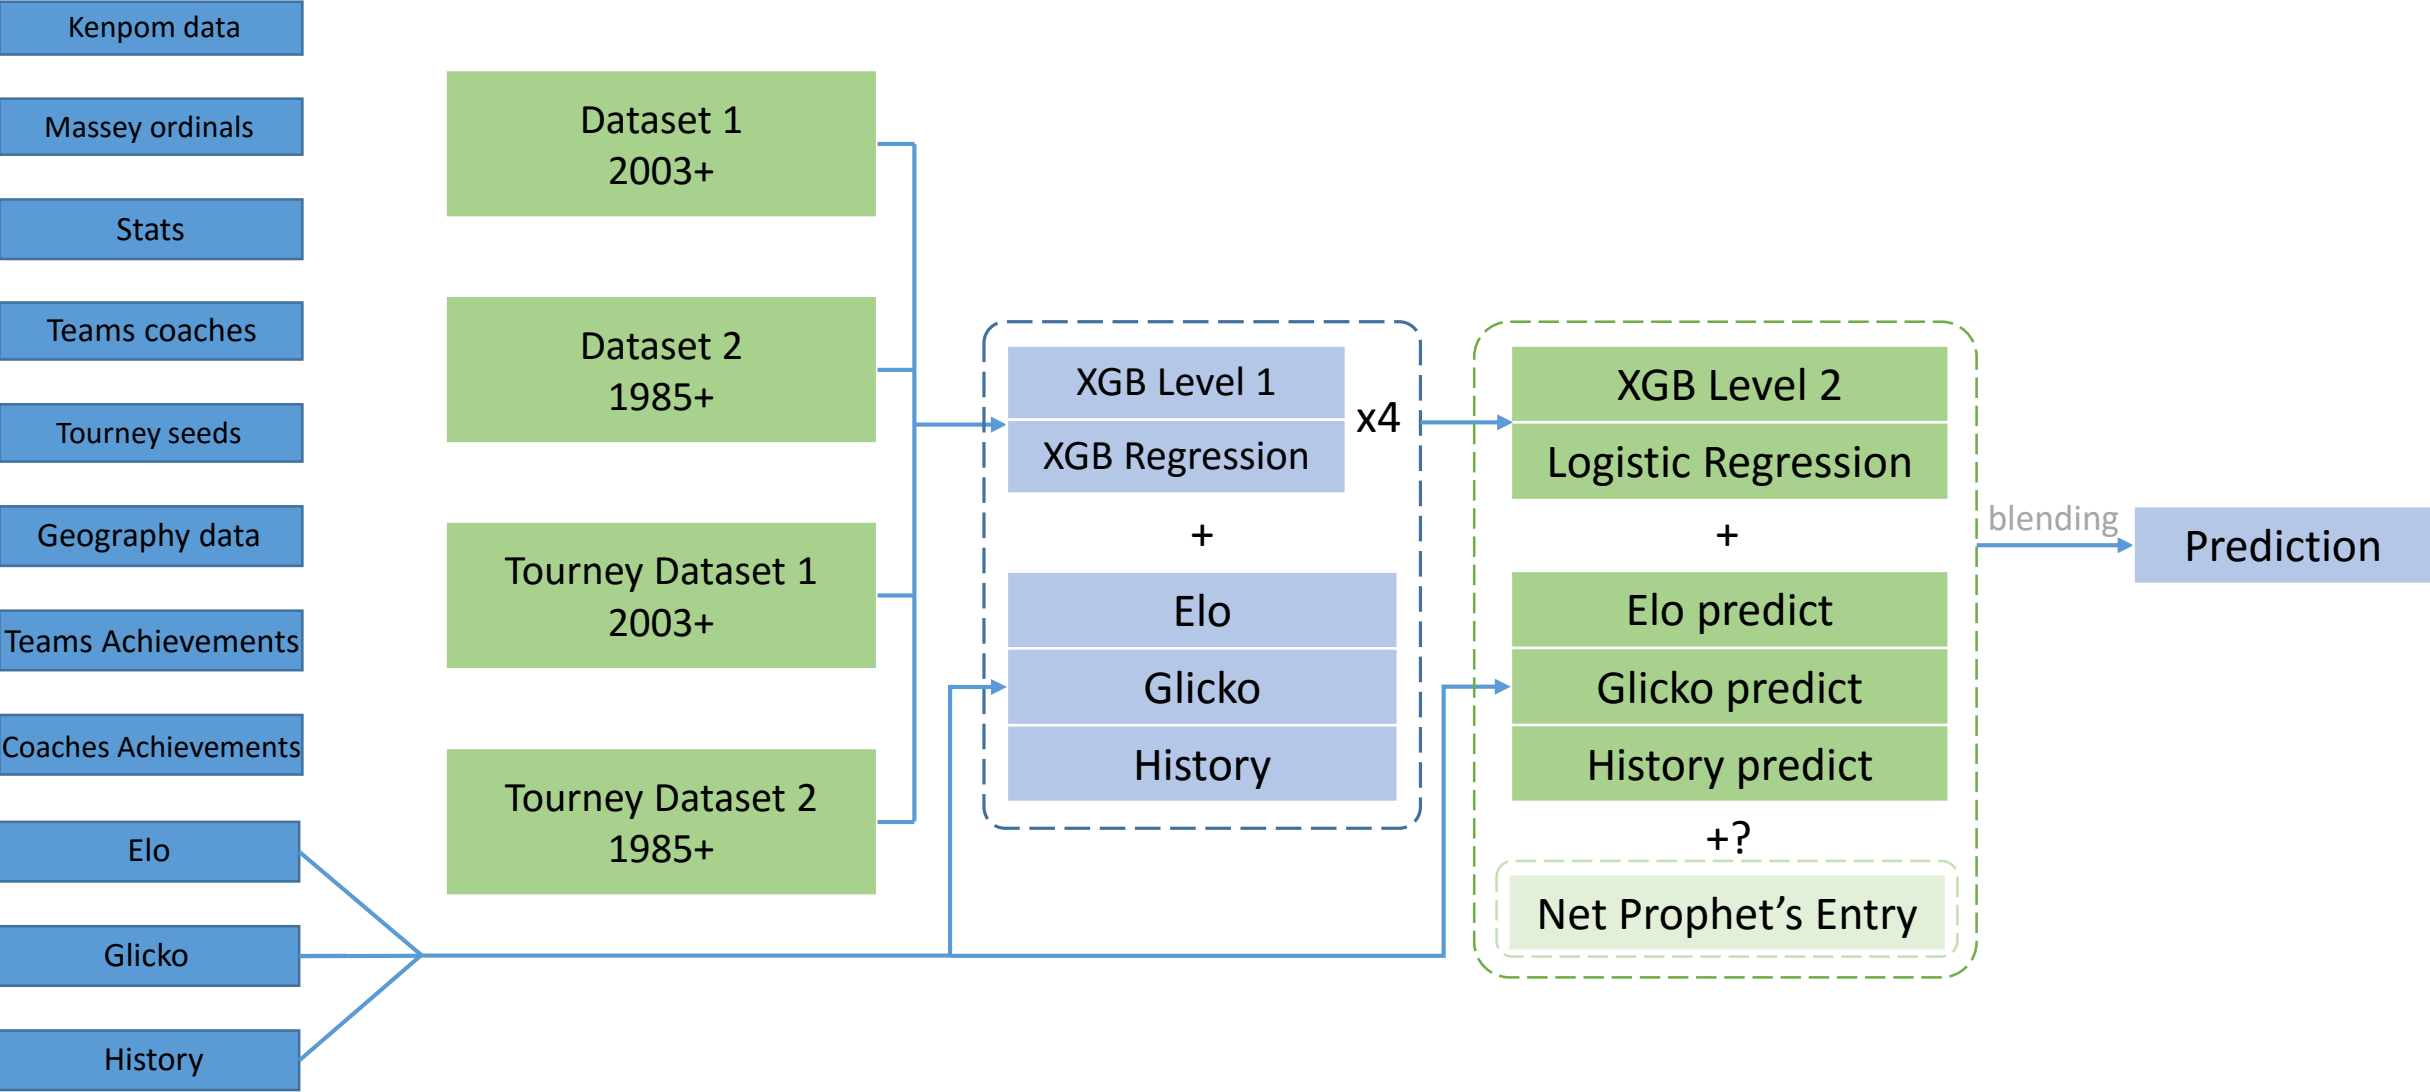 Kenpom data
Massey ordinals
Stats
Teams coaches
Tourney seeds
Geography data
Teams Achievements
Coaches Achievements
Elo
Glicko
History
Dataset 1
2003+
Dataset 2
1985+
Tourney Dataset 1
2003+
Tourney Dataset 2
1985+
XGB Level 1
XGB Regression
x4
+
Elo
Glicko
History
XGB Level 2
Logistic Regression
+
Elo predict
Glicko predict
History predict
+?
Net Prophet’s Entry
blending
Prediction